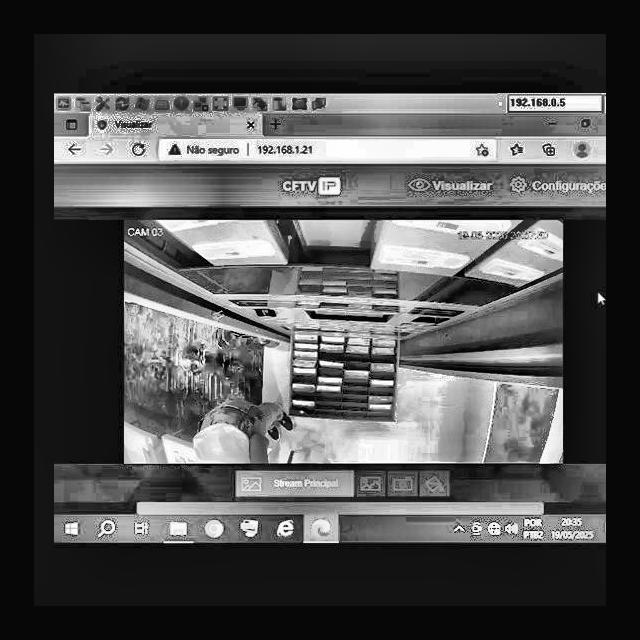 192.168.0.5
Visualizar
Não seguro | 192.168.1.21
CFTV IP
Visualizar
Configuraçõe
CAM 03
Stream Principal
POR
PTB2
20:35
19/05/2025